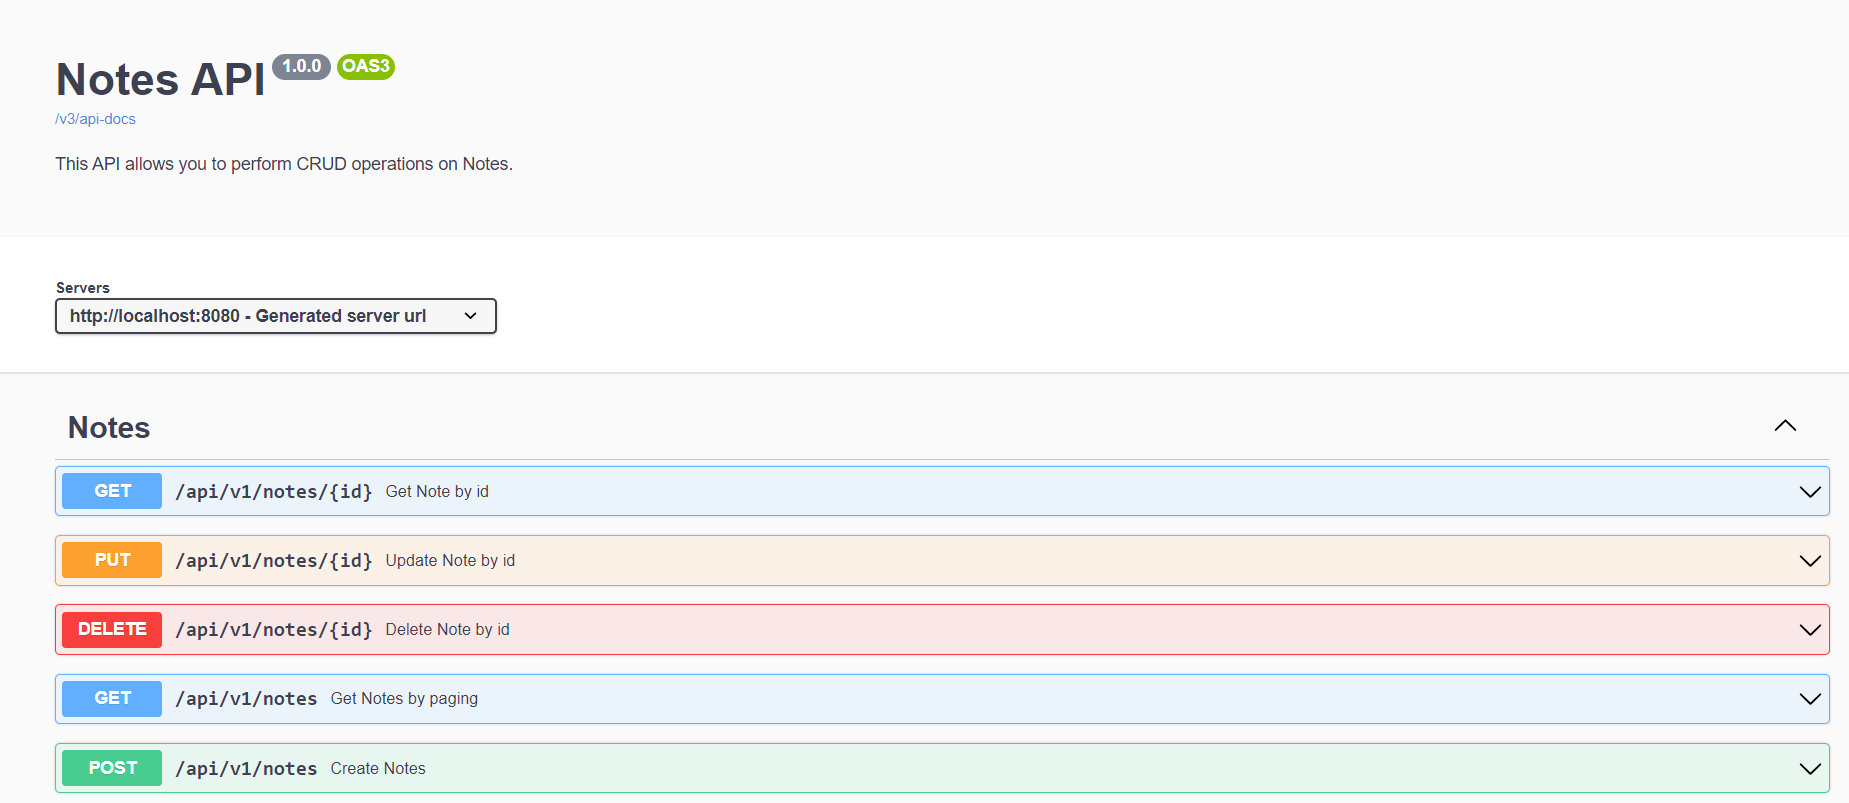 Notes API 1.0.0 OAS3
/v3/api-docs
This API allows you to perform CRUD operations on Notes.
Servers
http://localhost:8080 - Generated server url
Notes
GET /api/v1/notes/{id} Get Note by id
PUT /api/v1/notes/{id} Update Note by id
DELETE /api/v1/notes/{id} Delete Note by id
GET /api/v1/notes Get Notes by paging
POST /api/v1/notes Create Notes